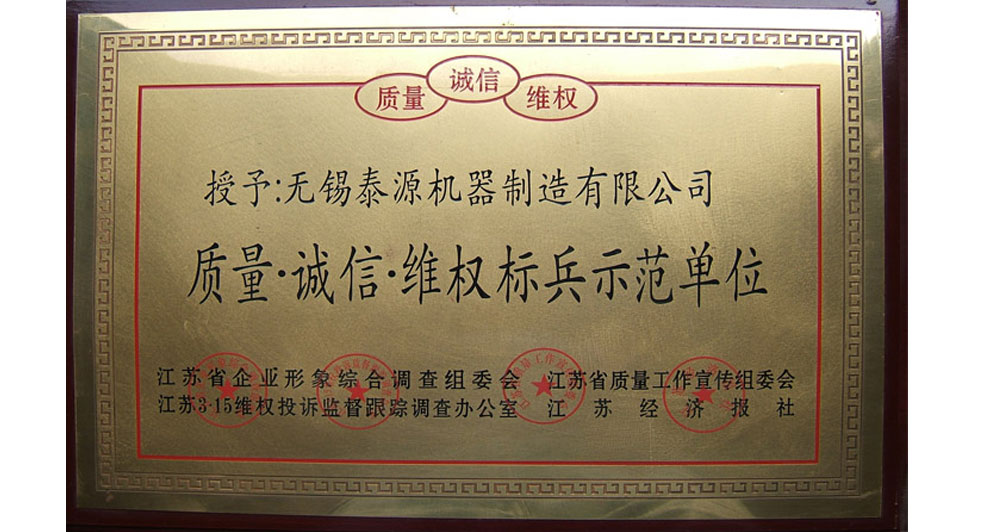 质量 诚信 维权
授予:无锡泰源机器制造有限公司
质量·诚信·维权标兵示范单位
江苏省企业形象综合调查组委会 江苏省质量工作宣传组委会
江苏3·15维权投诉监督跟踪调查办公室 江苏经济报社